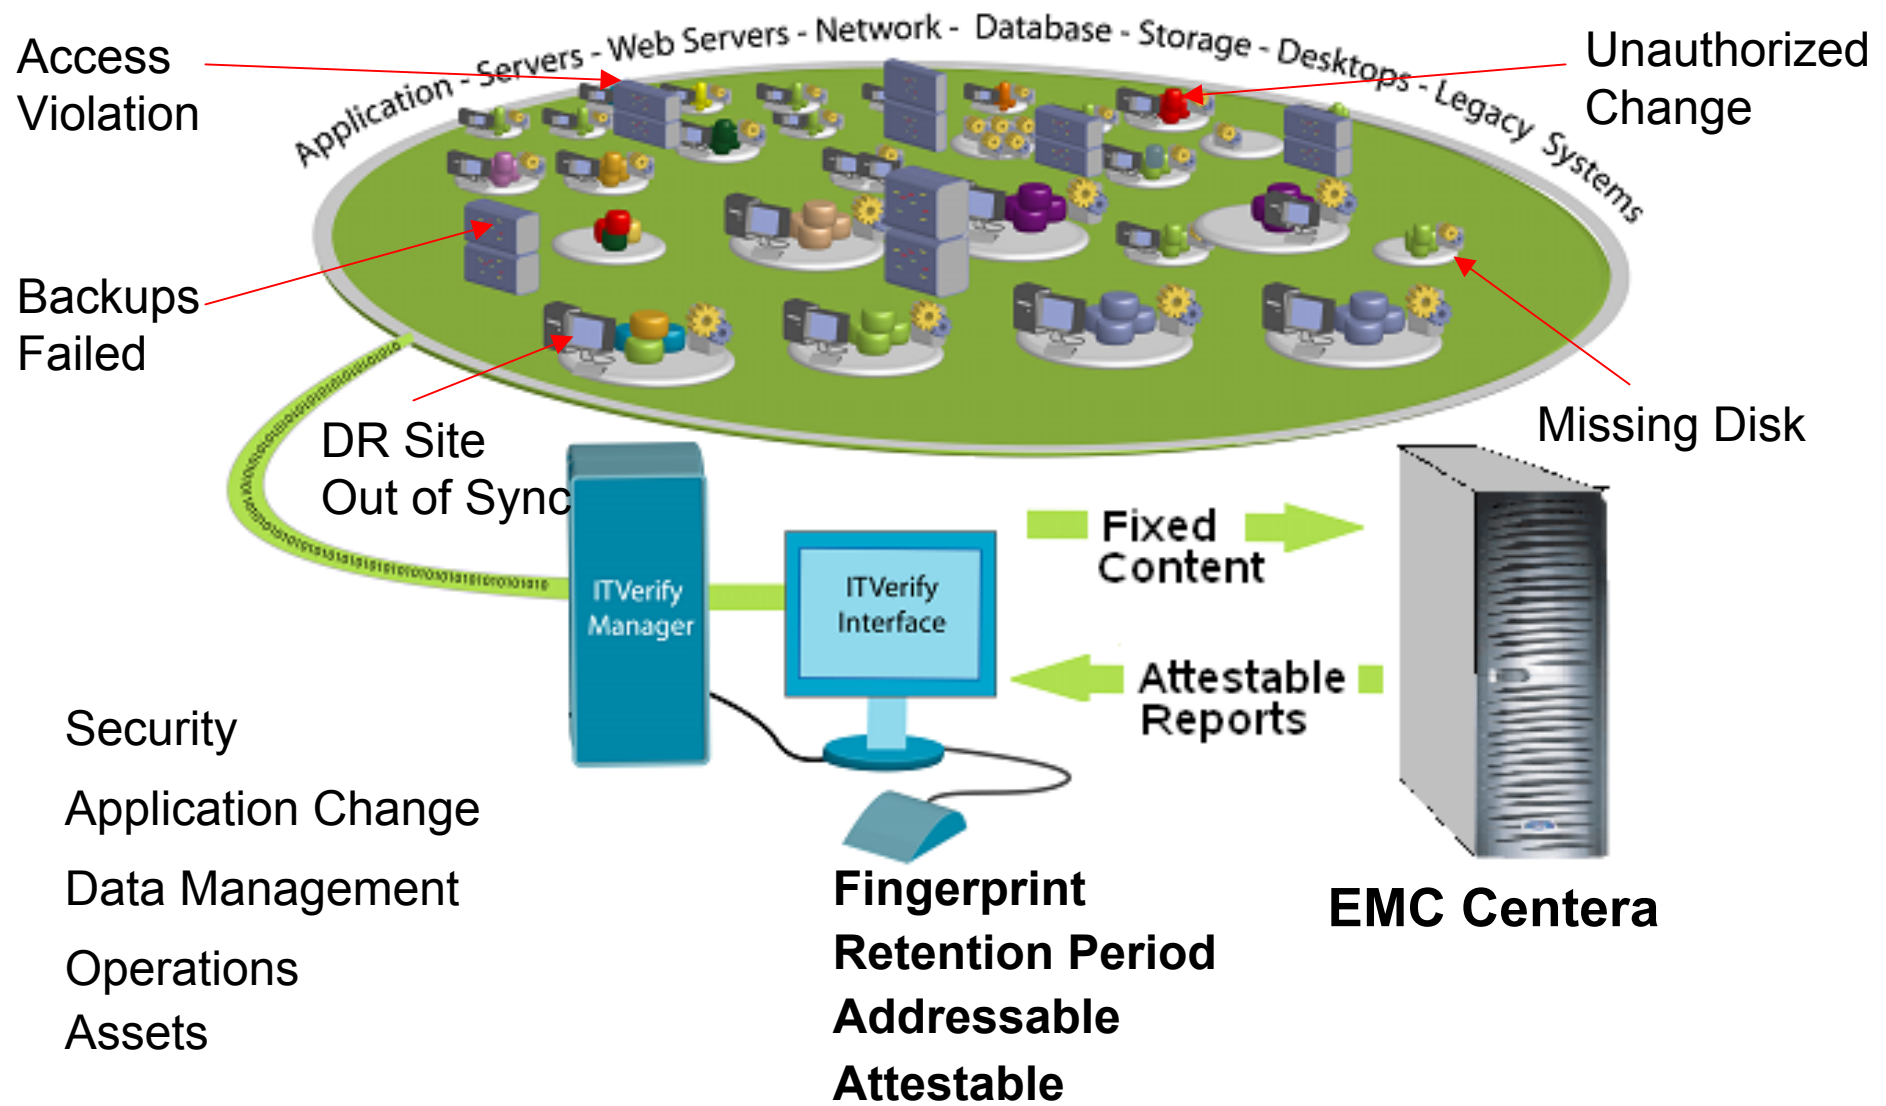 Application - Servers - Web Servers - Network - Database - Storage - Desktops - Legacy Systems
Access
Violation
Unauthorized
Change
Backups
Failed
DR Site
Out of Sync
Missing Disk
1010101010101010101010101010101010101010101010101010101010
ITVerify
Manager
ITVerify
Interface
Fixed
Content
Attestable
Reports
Security
Application Change
Data Management
Operations
Assets
Fingerprint
Retention Period
Addressable
Attestable
EMC Centera